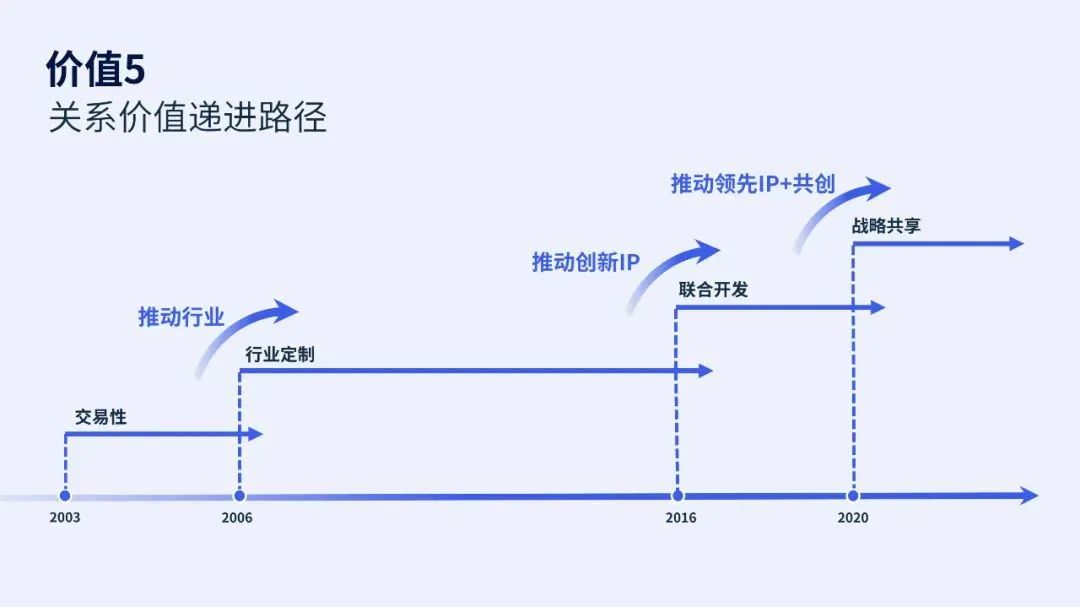 价值5
关系价值递进路径
推动领先IP+共创
战略共享
推动创新IP
联合开发
推动行业
行业定制
交易性
2003
2006
2016
2020